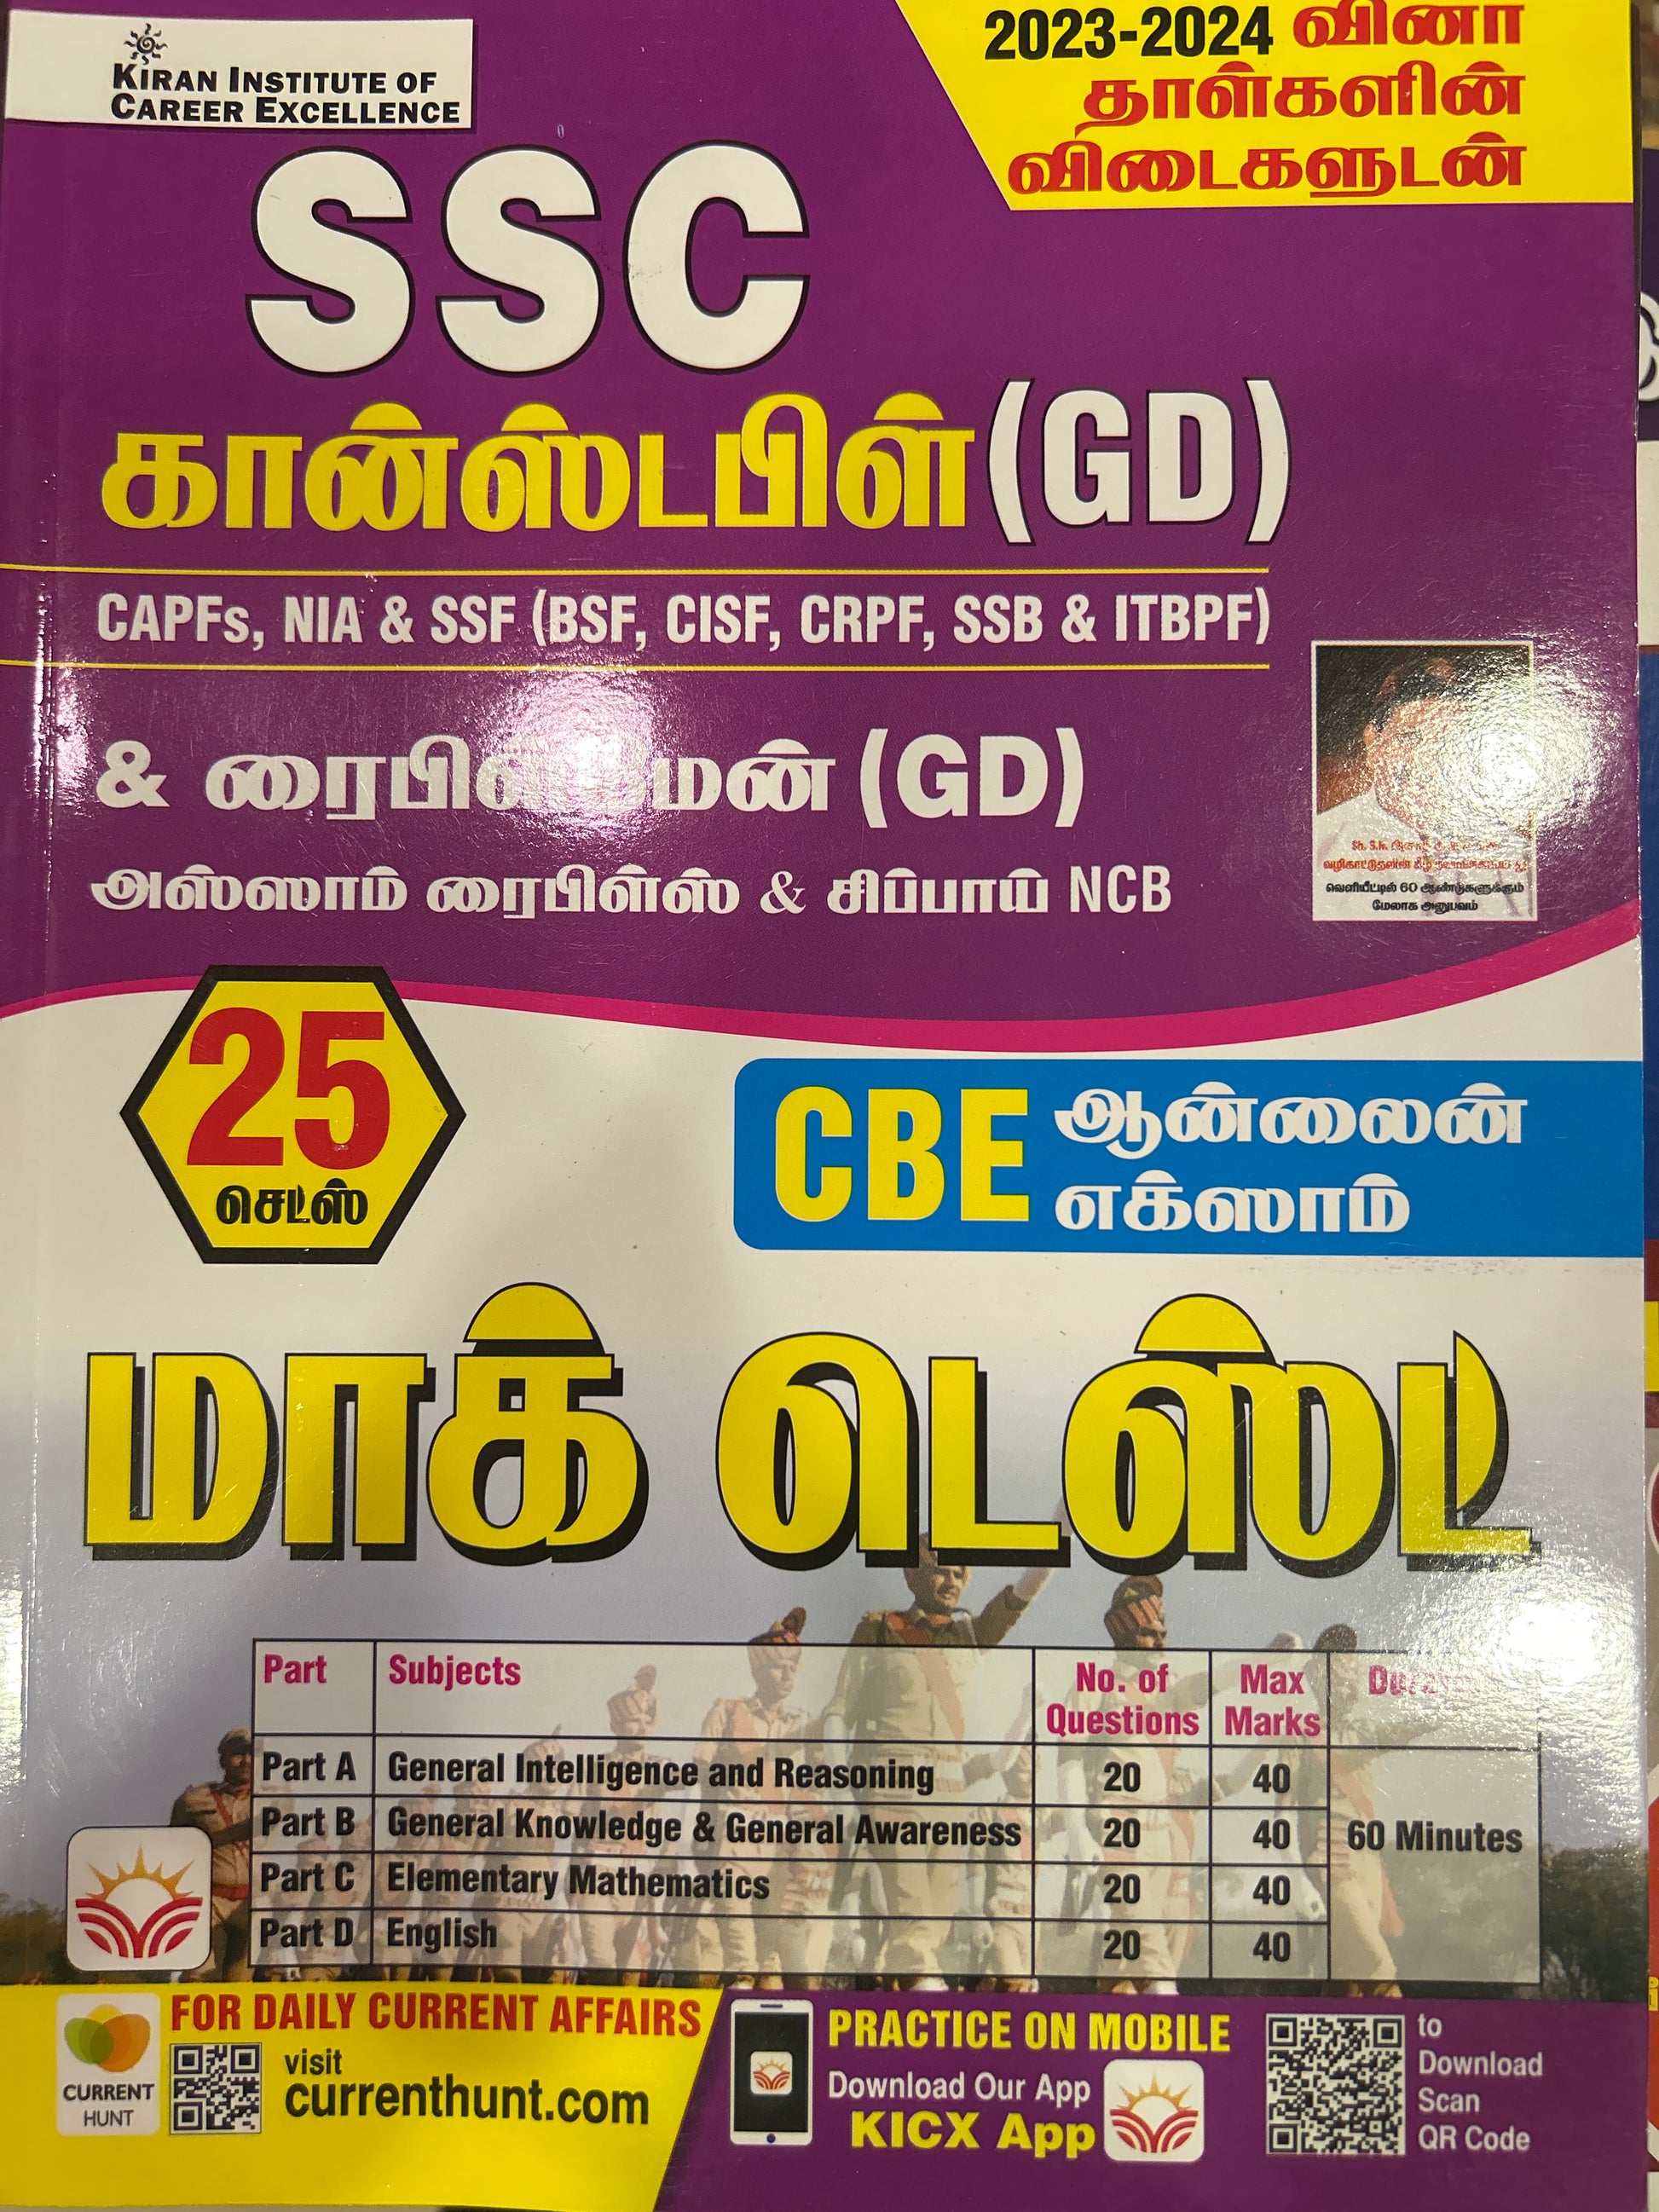 KIRAN INSTITUTE OF
CAREER EXCELLENCE
2023-2024 வினா
தாள்களின்
விடைகளுடன்
SSC
கான்ஸ்டபிள் (GD)
CAPFs, NIA & SSF (BSF, CISF, CRPF, SSB & ITBPF)
& (GD)
அஸ்ஸாம் ரைபிள்ஸ் & சிப்பாய் NCB
வெளியீட்டில் 60 ஆண்டுகளுக்கும்
மேலாக அனுபவம்
25
செட்ஸ்
CBE ஆன்லைன்
எக்ஸாம்
மாக் டெஸ்ட்
Part Subjects No. of Questions Max Marks
Part A General Intelligence and Reasoning 20 40
Part B General Knowledge & General Awareness 20 40 60 Minutes
Part C Elementary Mathematics 20 40
Part D English 20 40
CURRENT
HUNT
FOR DAILY CURRENT AFFAIRS
visit
currenthunt.com
PRACTICE ON MOBILE
Download Our App
KICX App
to
Download
Scan
QR Code